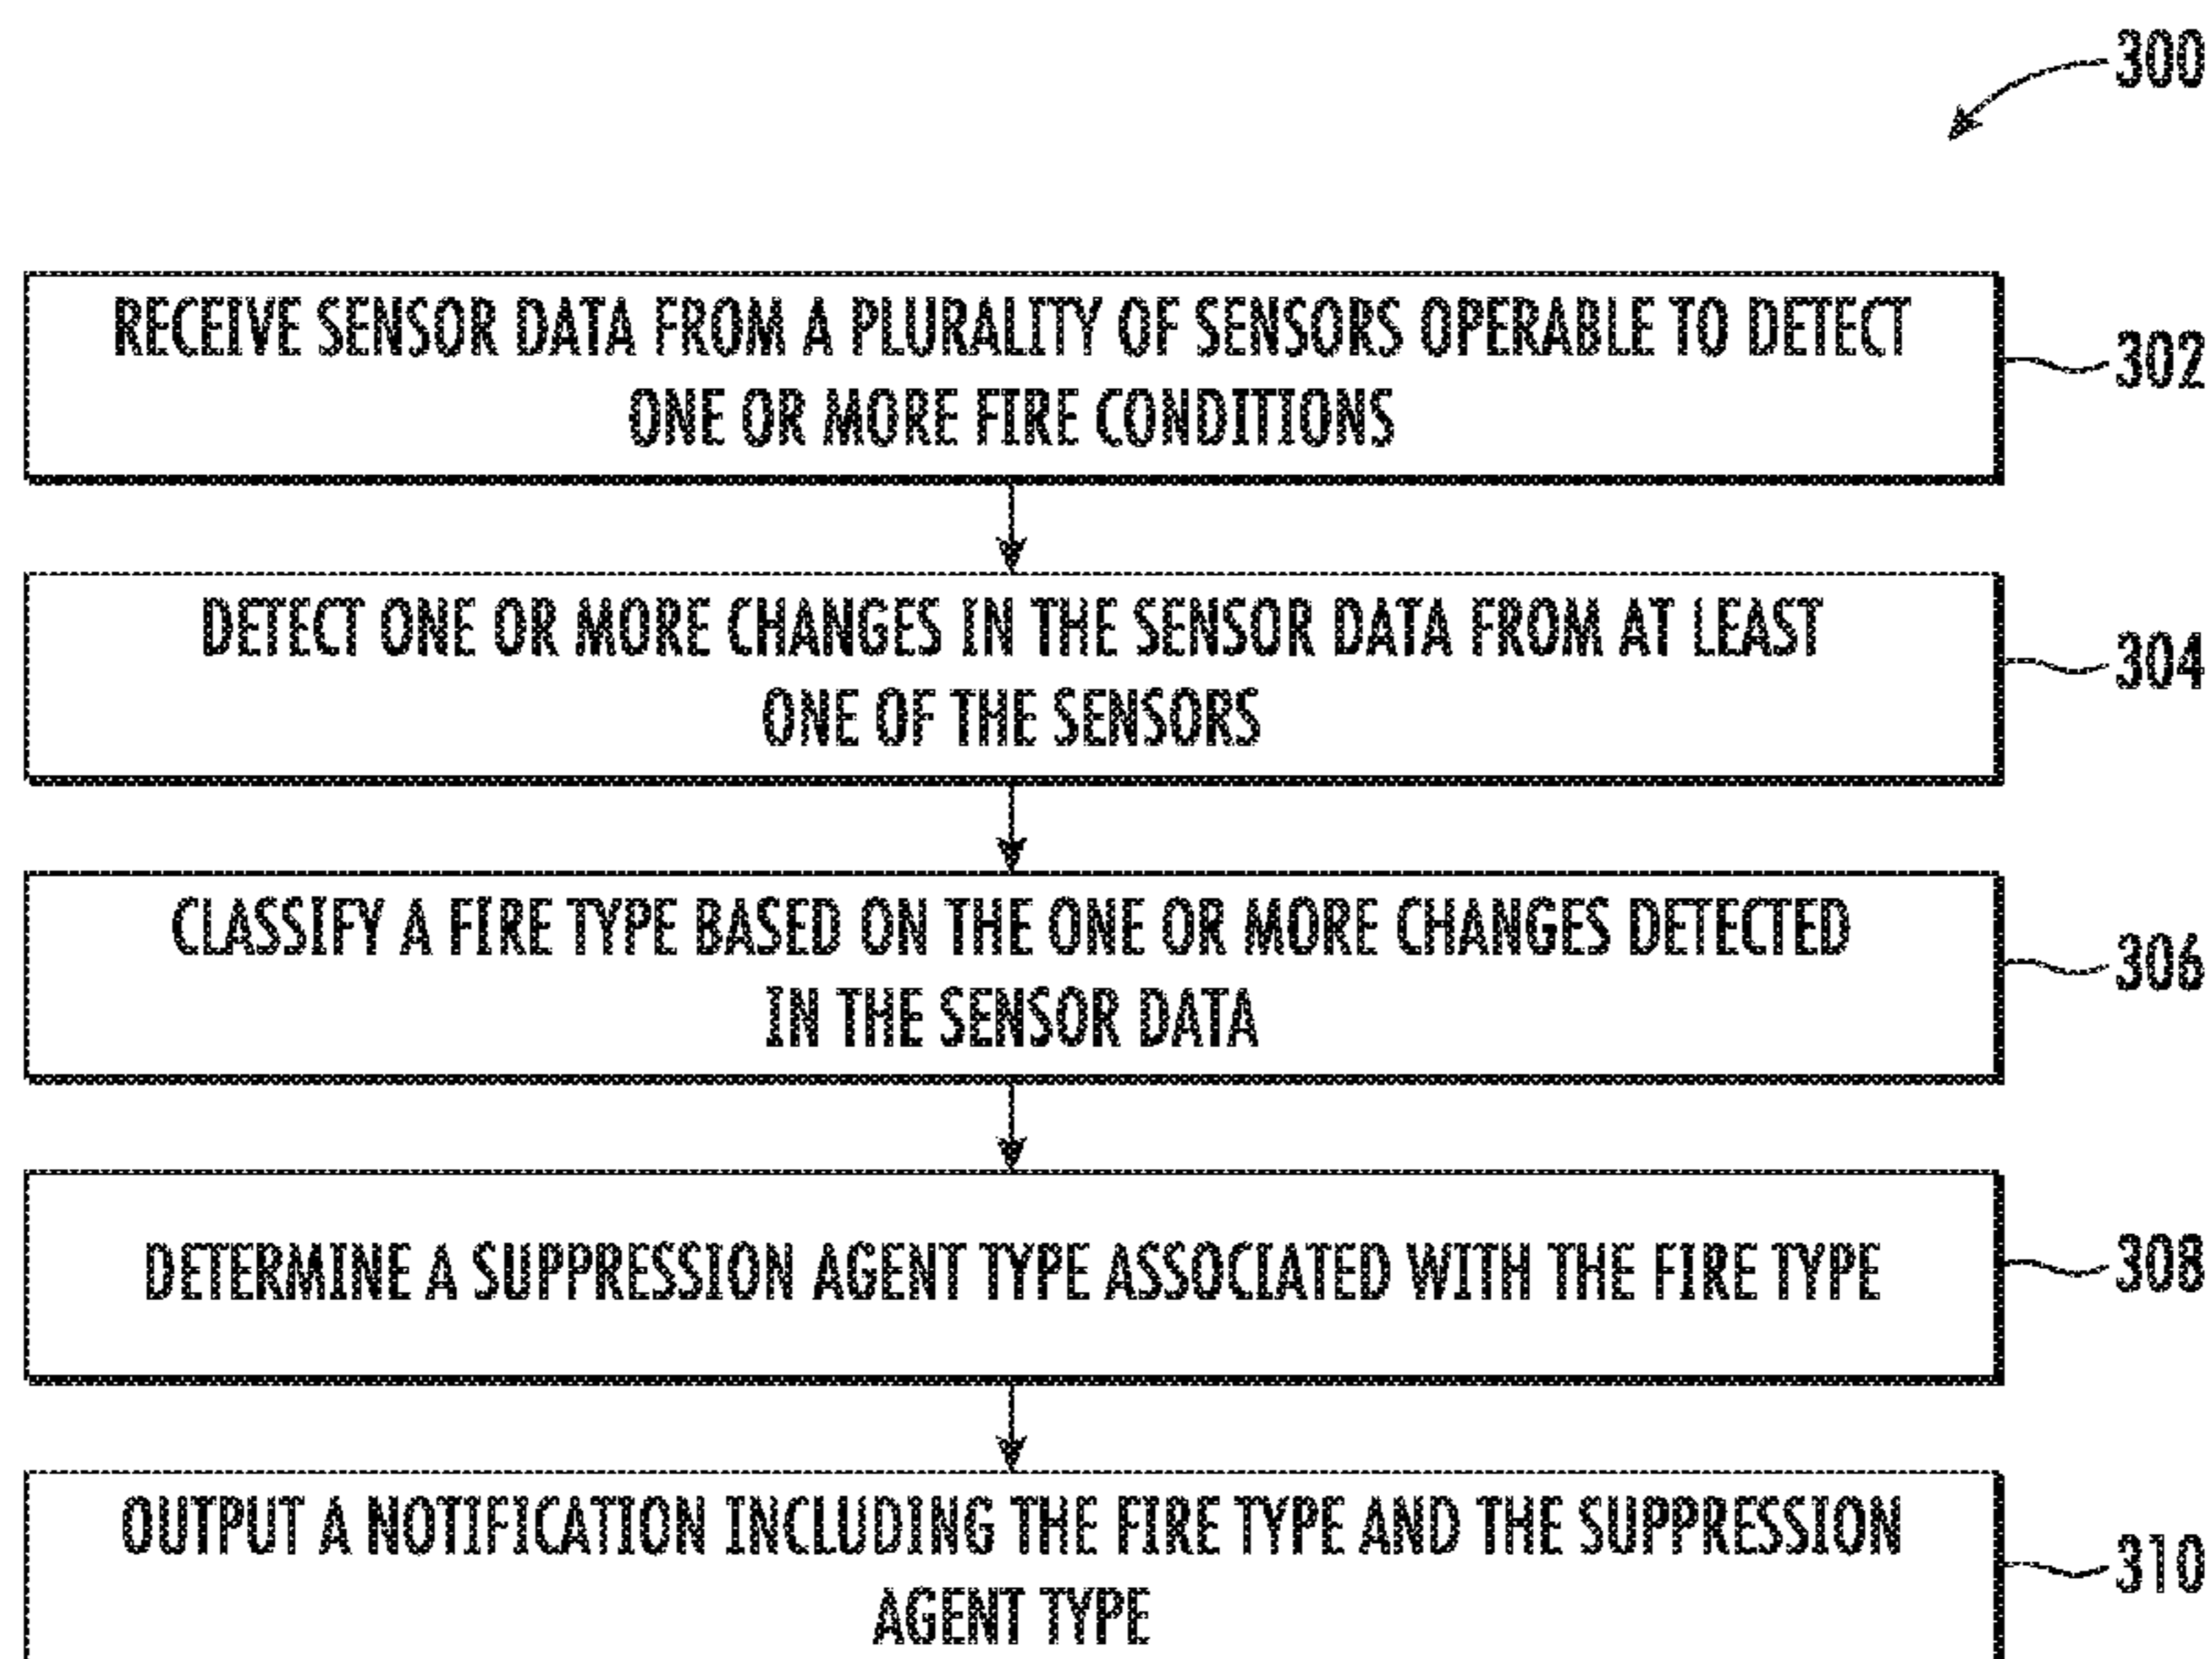 300
RECEIVE SENSOR DATA FROM A PLURALITY OF SENSORS OPERABLE TO DETECT
ONE OR MORE FIRE CONDITIONS
302
DETECT ONE OR MORE CHANGES IN THE SENSOR DATA FROM AT LEAST
ONE OF THE SENSORS
304
CLASSIFY A FIRE TYPE BASED ON THE ONE OR MORE CHANGES DETECTED
IN THE SENSOR DATA
306
DETERMINE A SUPPRESSION AGENT TYPE ASSOCIATED WITH THE FIRE TYPE
308
OUTPUT A NOTIFICATION INCLUDING THE FIRE TYPE AND THE SUPPRESSION
AGENT TYPE
310